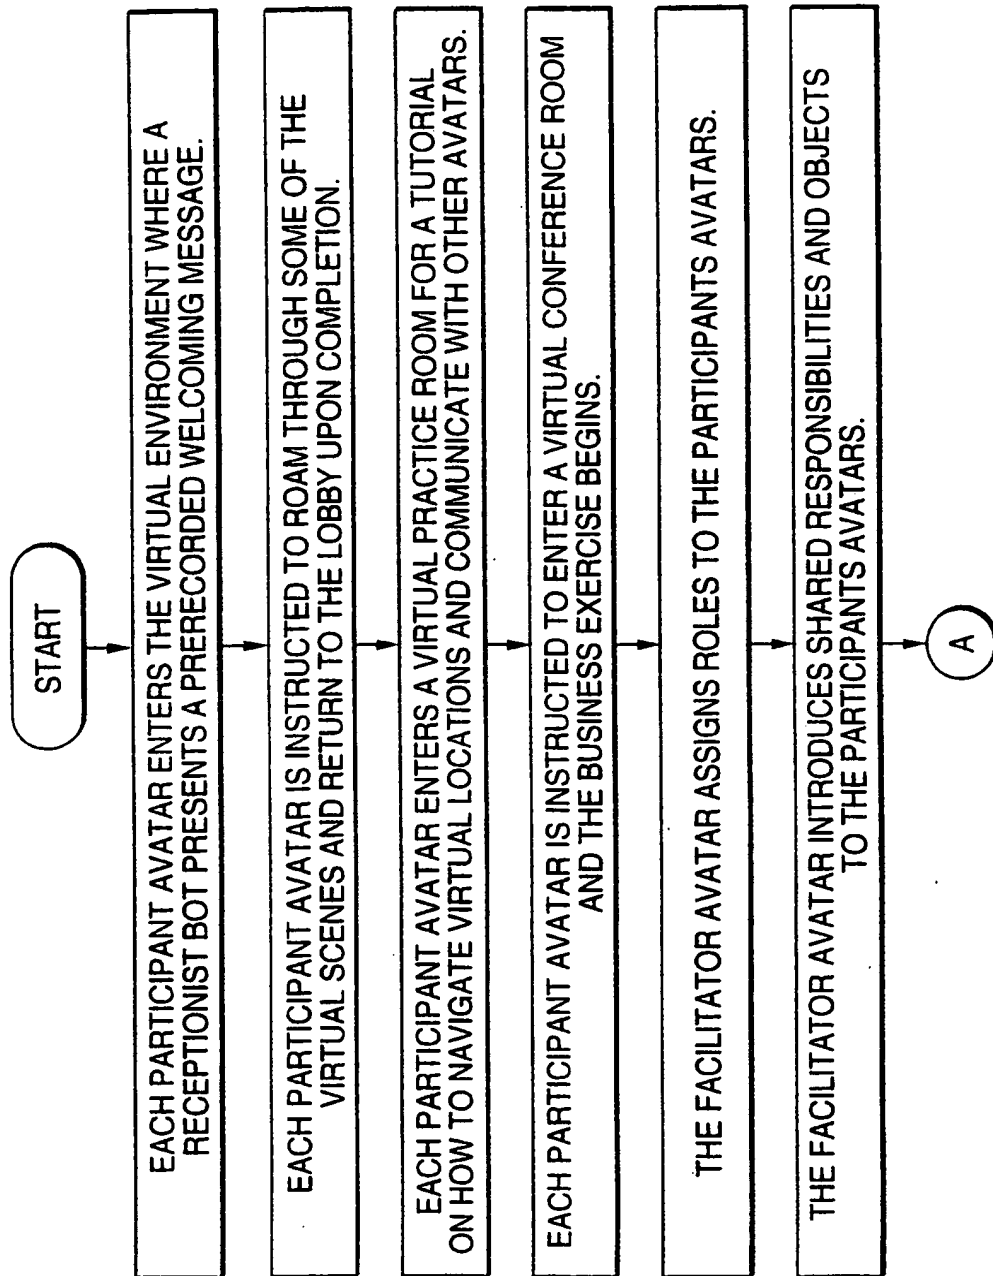 START
EACH PARTICIPANT AVATAR ENTERS THE VIRTUAL ENVIRONMENT WHERE A
RECEPTIONIST BOT PRESENTS A PRERECORDED WELCOMING MESSAGE.
EACH PARTICIPANT AVATAR IS INSTRUCTED TO ROAM THROUGH SOME OF THE
VIRTUAL SCENES AND RETURN TO THE LOBBY UPON COMPLETION.
EACH PARTICIPANT AVATAR ENTERS A VIRTUAL PRACTICE ROOM FOR A TUTORIAL
ON HOW TO NAVIGATE VIRTUAL LOCATIONS AND COMMUNICATE WITH OTHER AVATARS.
EACH PARTICIPANT AVATAR IS INSTRUCTED TO ENTER A VIRTUAL CONFERENCE ROOM
AND THE BUSINESS EXERCISE BEGINS.
THE FACILITATOR AVATAR ASSIGNS ROLES TO THE PARTICIPANTS AVATARS.
THE FACILITATOR AVATAR INTRODUCES SHARED RESPONSIBILITIES AND OBJECTS
TO THE PARTICIPANTS AVATARS.
A